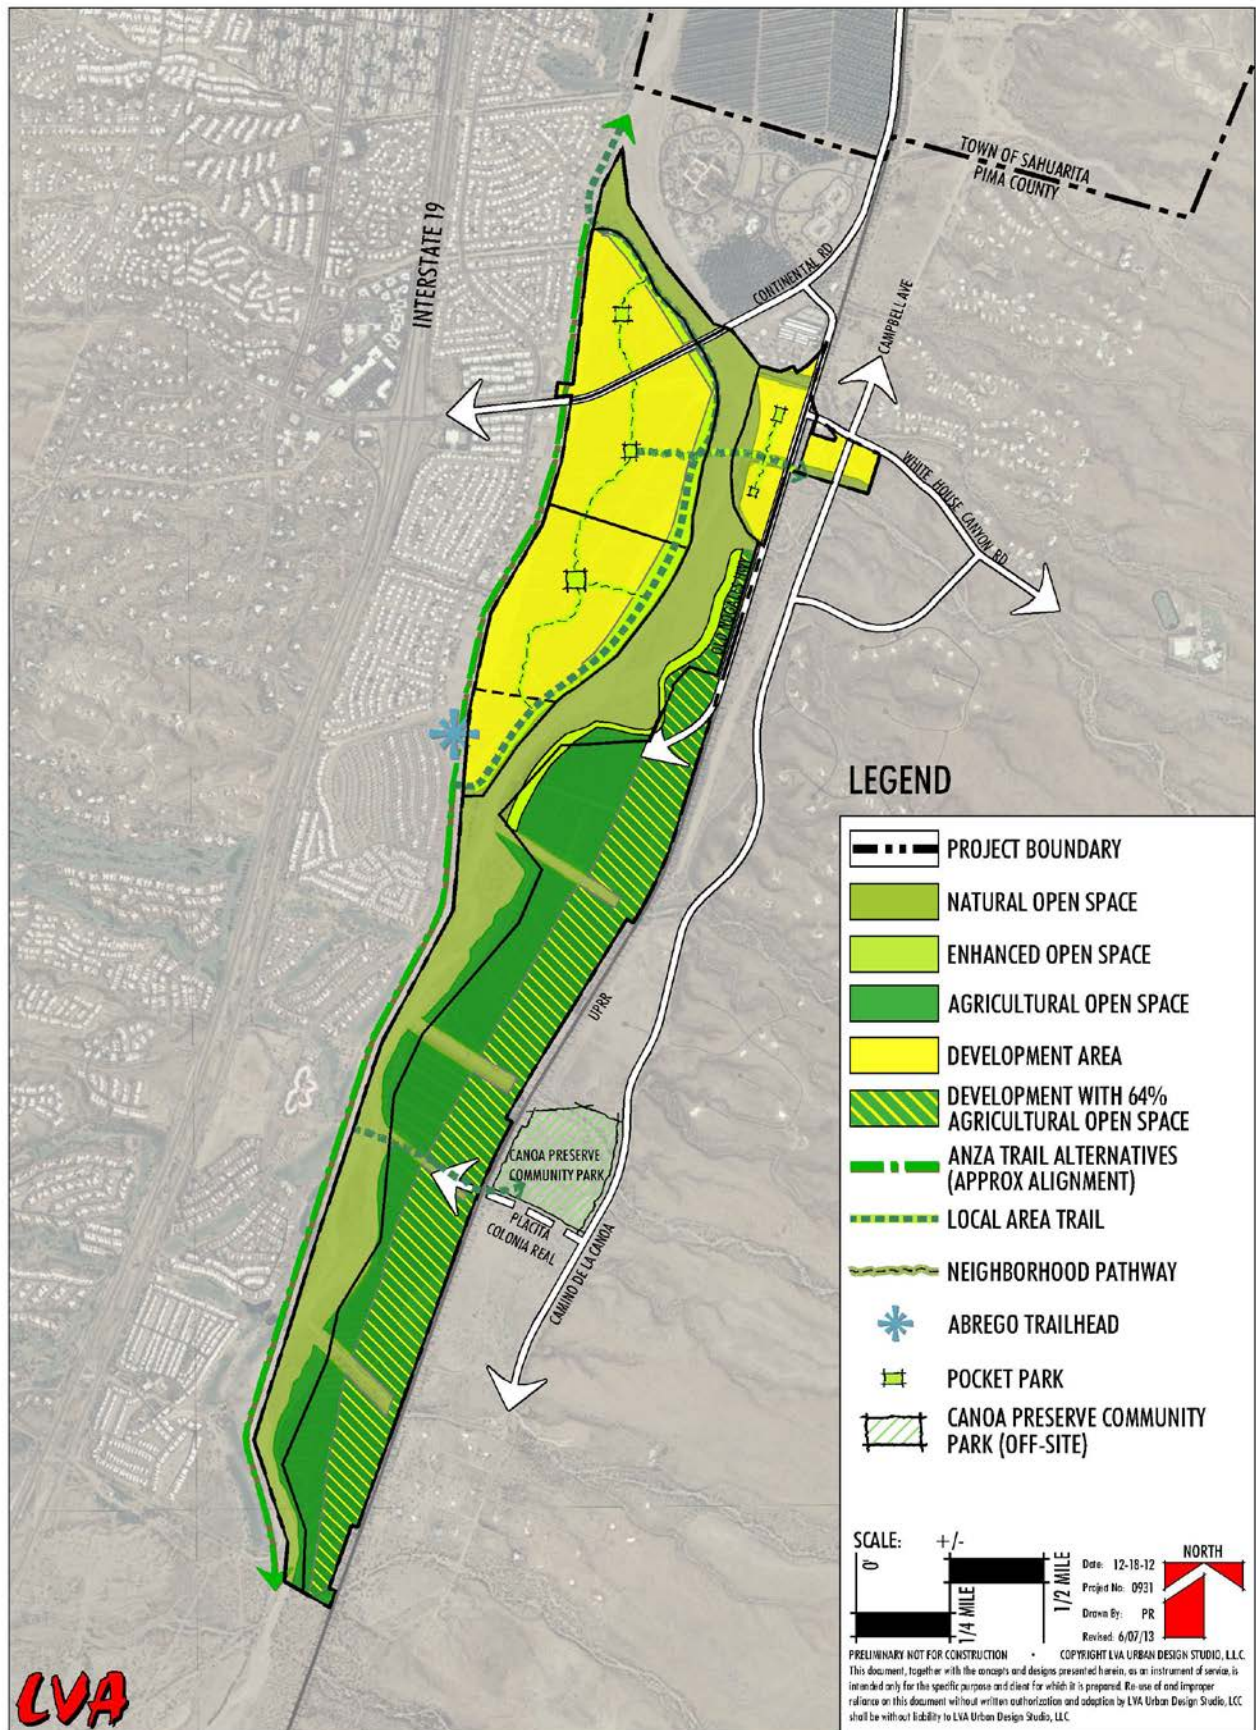 TOWN OF SAHUARITA
PIMA COUNTY
INTERSTATE 19
CONTINENTAL RD
CAMPBELL AVE
WHITE HOUSE CANYON RD
UPRR
CANOA PRESERVE
COMMUNITY PARK
PLACITA
COLONIA REAL
CAMINO DE LA CANOA
LEGEND
PROJECT BOUNDARY
NATURAL OPEN SPACE
ENHANCED OPEN SPACE
AGRICULTURAL OPEN SPACE
DEVELOPMENT AREA
DEVELOPMENT WITH 64%
AGRICULTURAL OPEN SPACE
ANZA TRAIL ALTERNATIVES
(APPROX ALIGNMENT)
LOCAL AREA TRAIL
NEIGHBORHOOD PATHWAY
ABREGO TRAILHEAD
POCKET PARK
CANOA PRESERVE COMMUNITY
PARK (OFF-SITE)
SCALE: +/-
0'
1/4 MILE
1/2 MILE
NORTH
Date: 12-18-12
Project No: 0931
Drawn By: PR
Revised: 6/07/13
PRELIMINARY NOT FOR CONSTRUCTION • COPYRIGHT LVA URBAN DESIGN STUDIO, L.L.C.
This document, together with the concepts and designs presented herein, as an instrument of service, is
intended only for the specific purpose and client for which it is prepared. Re-use of and improper
reliance on this document without written authorization and adaption by LVA Urban Design Studio, LCC
shall be without liability to LVA Urban Design Studio, LLC.
LVA